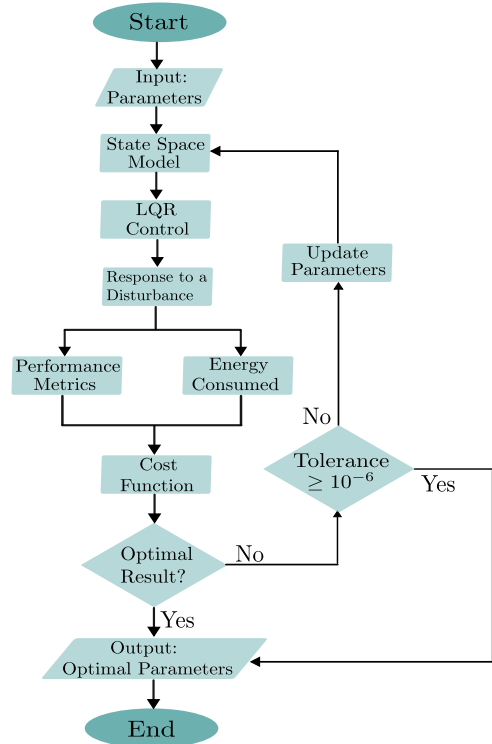 Start
Input:
Parameters
State Space
Model
LQR
Control
Update
Parameters
Response to a
Disturbance
Performance
Metrics
Energy
Consumed
No
Cost
Function
Tolerance
≥ 10⁻⁶
Yes
Optimal
Result?
No
Yes
Output:
Optimal Parameters
End